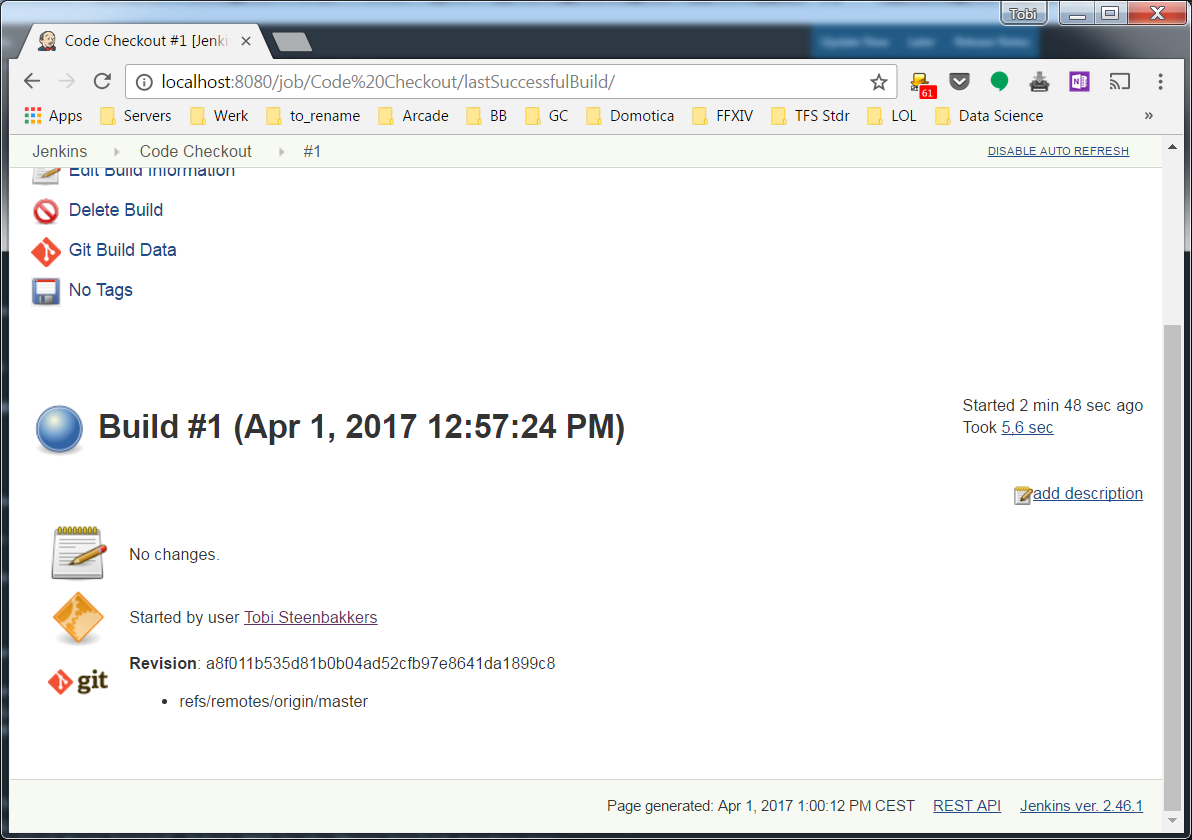 Tobi
Code Checkout #1 [Jenki
Update Now Later Release Notes
localhost:8080/job/Code%20Checkout/lastSuccessfulBuild/
61
N
Apps Servers Werk to_rename Arcade BB GC Domotica FFXIV TFS Stdr LOL Data Science »
Jenkins Code Checkout #1 DISABLE AUTO REFRESH
Edit Build Information
Delete Build
Git Build Data
No Tags
Build #1 (Apr 1, 2017 12:57:24 PM)
Started 2 min 48 sec ago
Took 5,6 sec
add description
No changes.
Started by user Tobi Steenbakkers
Revision: a8f011b535d81b0b04ad52cfb97e8641da1899c8
git
• refs/remotes/origin/master
Page generated: Apr 1, 2017 1:00:12 PM CEST REST API Jenkins ver. 2.46.1